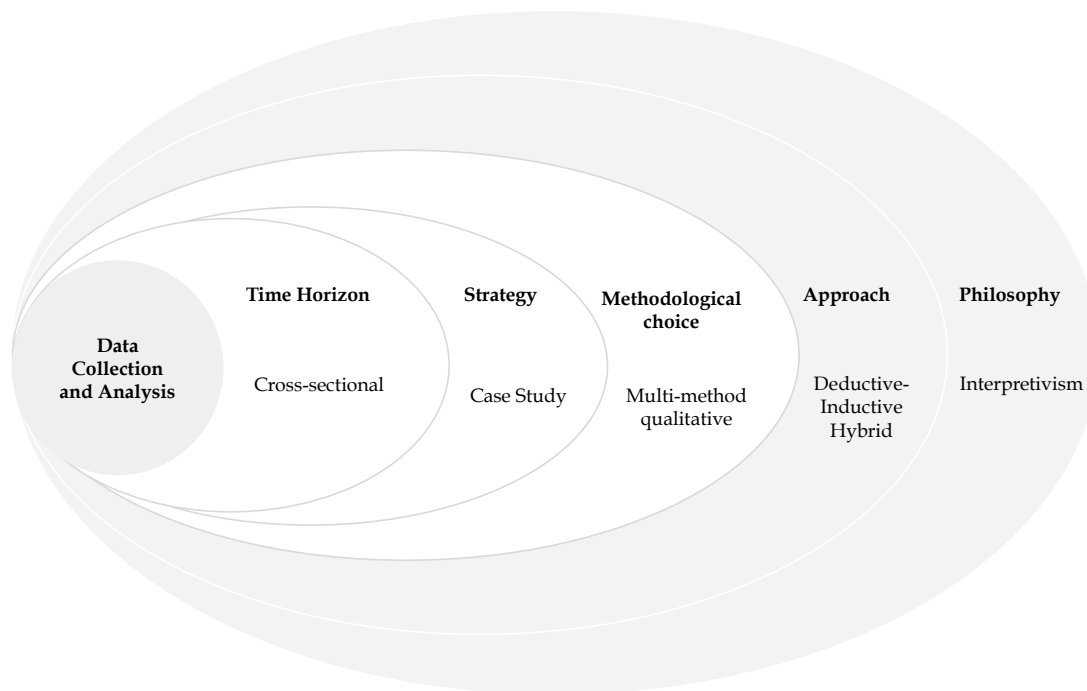 Data
Collection
and Analysis
Time Horizon
Cross-sectional
Strategy
Case Study
Methodological
choice
Multi-method
qualitative
Approach
Deductive-
Inductive
Hybrid
Philosophy
Interpretivism